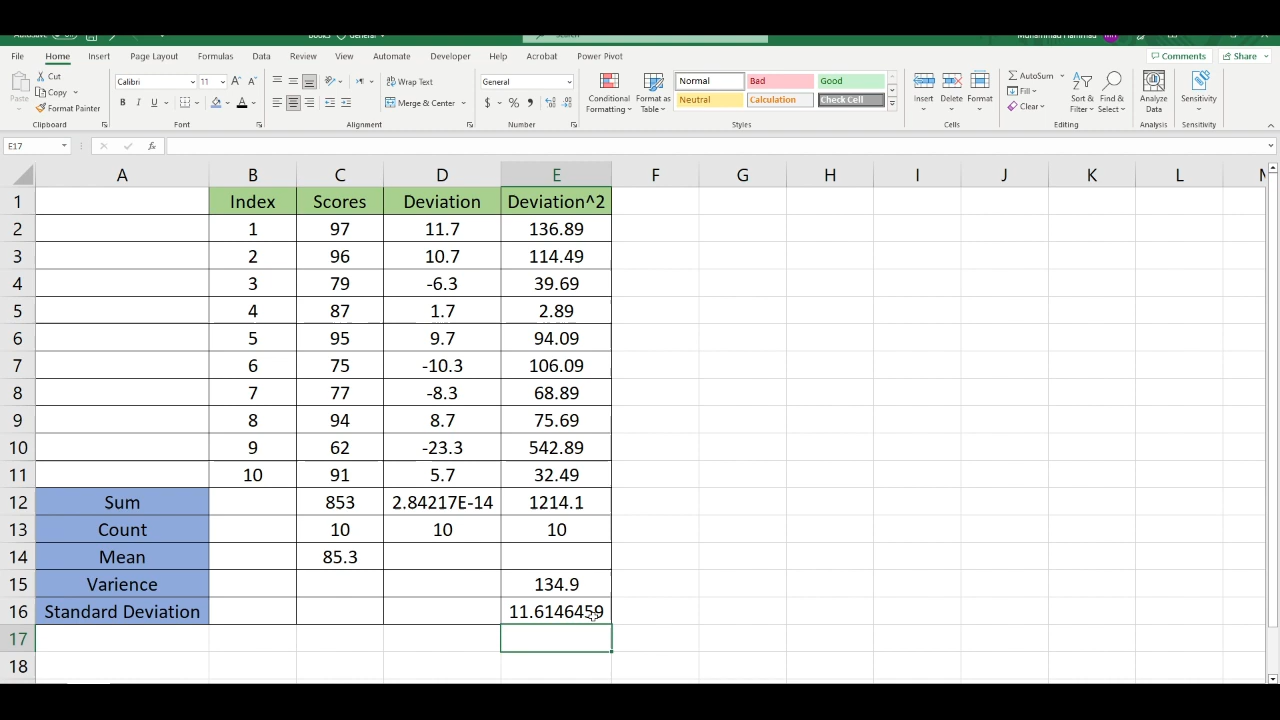 File Home Insert Page Layout Formulas Data Review View Automate Developer Help Acrobat Power Pivot Comments Share
Cut
Copy
Paste
Format Painter
Clipboard
Calibri 11
B I U
Font
Wrap Text
Merge & Center
Alignment
General
$ % ,
Number
Conditional Formatting
Format as Table
Normal Bad Good
Neutral Calculation Check Cell
Styles
Insert Delete Format
Cells
AutoSum
Fill
Clear
Sort & Filter
Find & Select
Editing
Analyze Data
Analysis
Sensitivity
Sensitivity
E17 fx
A B C D E F G H I J K L
1 Index Scores Deviation Deviation^2
2 1 97 11.7 136.89
3 2 96 10.7 114.49
4 3 79 -6.3 39.69
5 4 87 1.7 2.89
6 5 95 9.7 94.09
7 6 75 -10.3 106.09
8 7 77 -8.3 68.89
9 8 94 8.7 75.69
10 9 62 -23.3 542.89
11 10 91 5.7 32.49
12 Sum 853 2.84217E-14 1214.1
13 Count 10 10 10
14 Mean 85.3
15 Varience 134.9
16 Standard Deviation 11.6146459
17
18